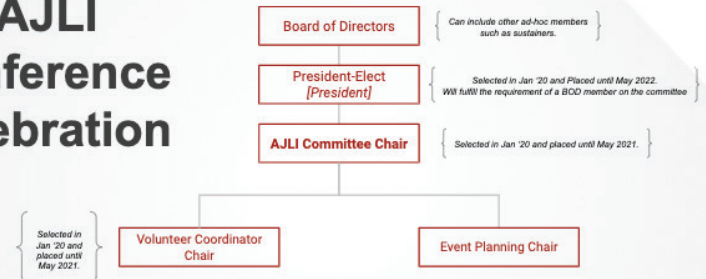 AJLI
nference
ebration
Board of Directors
Can include other ad-hoc members
such as sustainers.
President-Elect
[President]
Selected in Jan '20 and Placed until May 2022.
Will fulfill the requirement of a BOD member on the committee
AJLI Committee Chair
Selected in Jan '20 and placed until May 2021.
Selected in
Jan '20 and
placed until
May 2021.
Volunteer Coordinator
Chair
Event Planning Chair